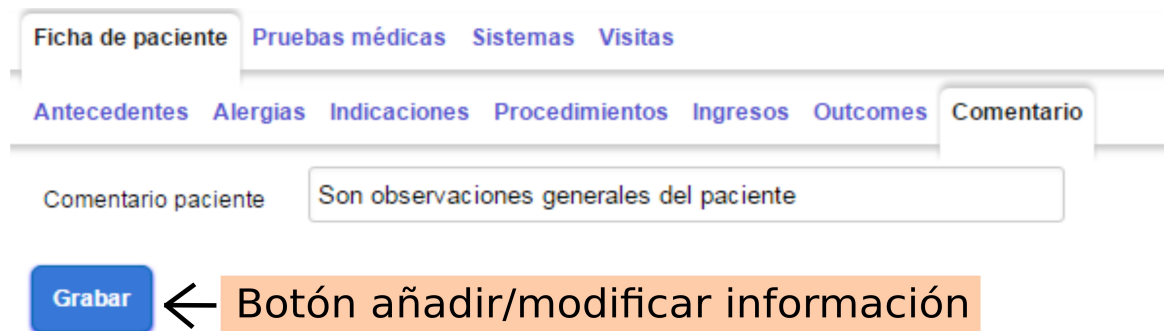 Ficha de paciente Pruebas médicas Sistemas Visitas
Antecedentes Alergias Indicaciones Procedimientos Ingresos Outcomes Comentario
Comentario paciente Son observaciones generales del paciente
Grabar Botón añadir/modificar información